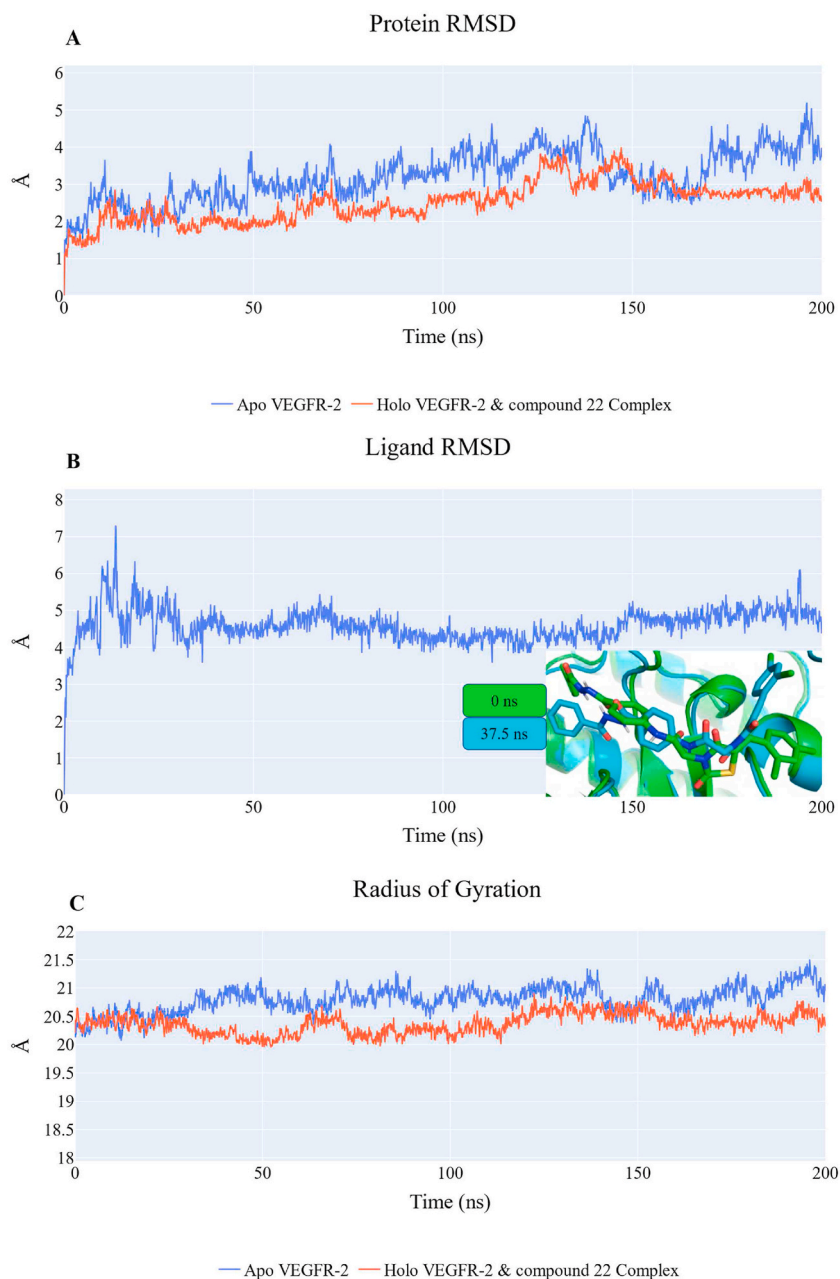 A
Protein RMSD
6
5
4
3
2
1
0
Å
0
50
100
150
200
Time (ns)
Apo VEGFR-2 Holo VEGFR-2 & compound 22 Complex
B
Ligand RMSD
8
7
6
5
4
3
2
1
0
Å
0 ns
37.5 ns
0
50
100
150
200
Time (ns)
C
Radius of Gyration
22
21.5
21
20.5
20
19.5
19
18.5
18
Å
0
50
100
150
200
Time (ns)
Apo VEGFR-2 Holo VEGFR-2 & compound 22 Complex